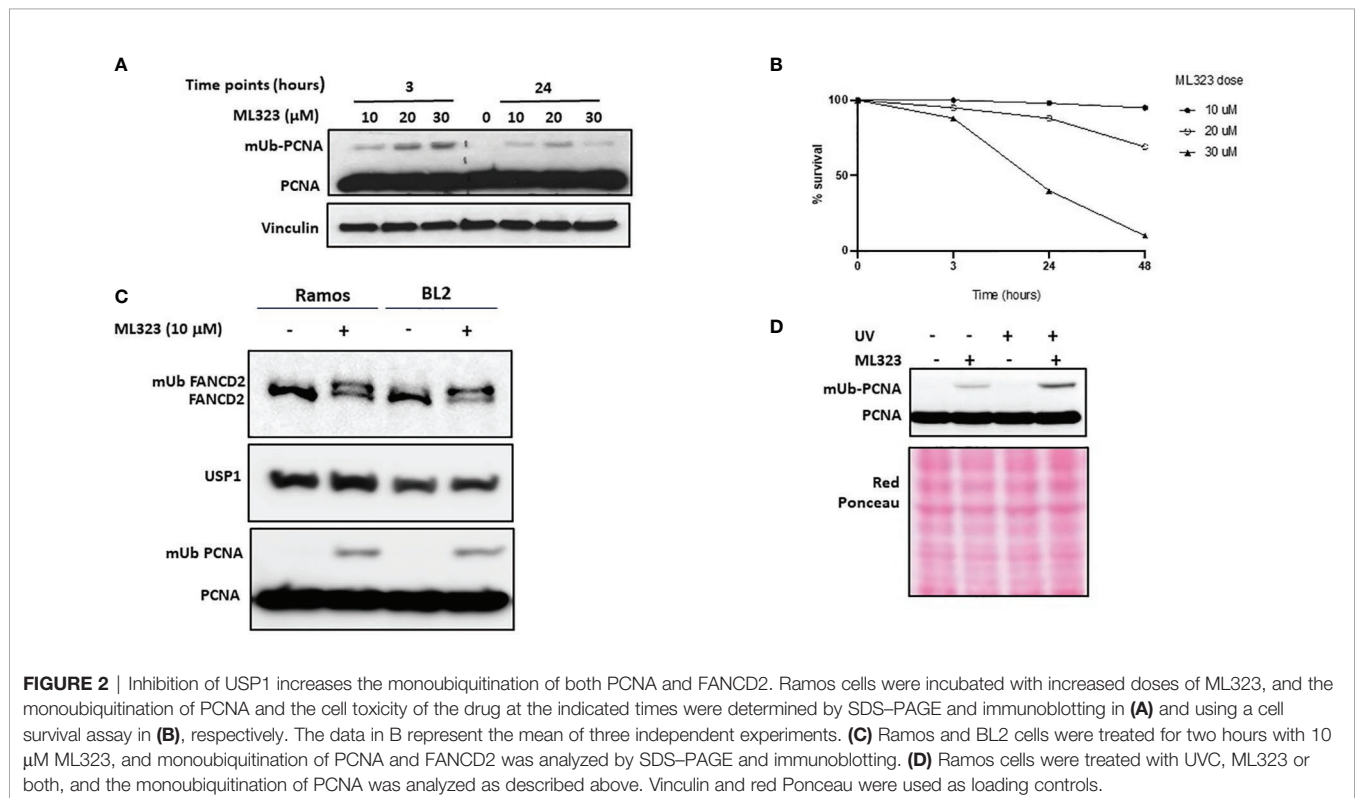 A
Time points (hours)
3 24
ML323 (µM) 10 20 30 0 10 20 30
mUb-PCNA
PCNA
Vinculin
B
ML323 dose
10 uM
20 uM
30 uM
100
50
0
% survival
0 3 24 48
Time (hours)
C
Ramos BL2
ML323 (10 µM) - + - +
mUb FANCD2
FANCD2
USP1
mUb PCNA
PCNA
D
UV - - + +
ML323 - + - +
mUb-PCNA
PCNA
Red
Ponceau
FIGURE 2 | Inhibition of USP1 increases the monoubiquitination of both PCNA and FANCD2. Ramos cells were incubated with increased doses of ML323, and the
monoubiquitination of PCNA and the cell toxicity of the drug at the indicated times were determined by SDS–PAGE and immunoblotting in (A) and using a cell
survival assay in (B), respectively. The data in B represent the mean of three independent experiments. (C) Ramos and BL2 cells were treated for two hours with 10
µM ML323, and monoubiquitination of PCNA and FANCD2 was analyzed by SDS–PAGE and immunoblotting. (D) Ramos cells were treated with UVC, ML323 or
both, and the monoubiquitination of PCNA was analyzed as described above. Vinculin and red Ponceau were used as loading controls.